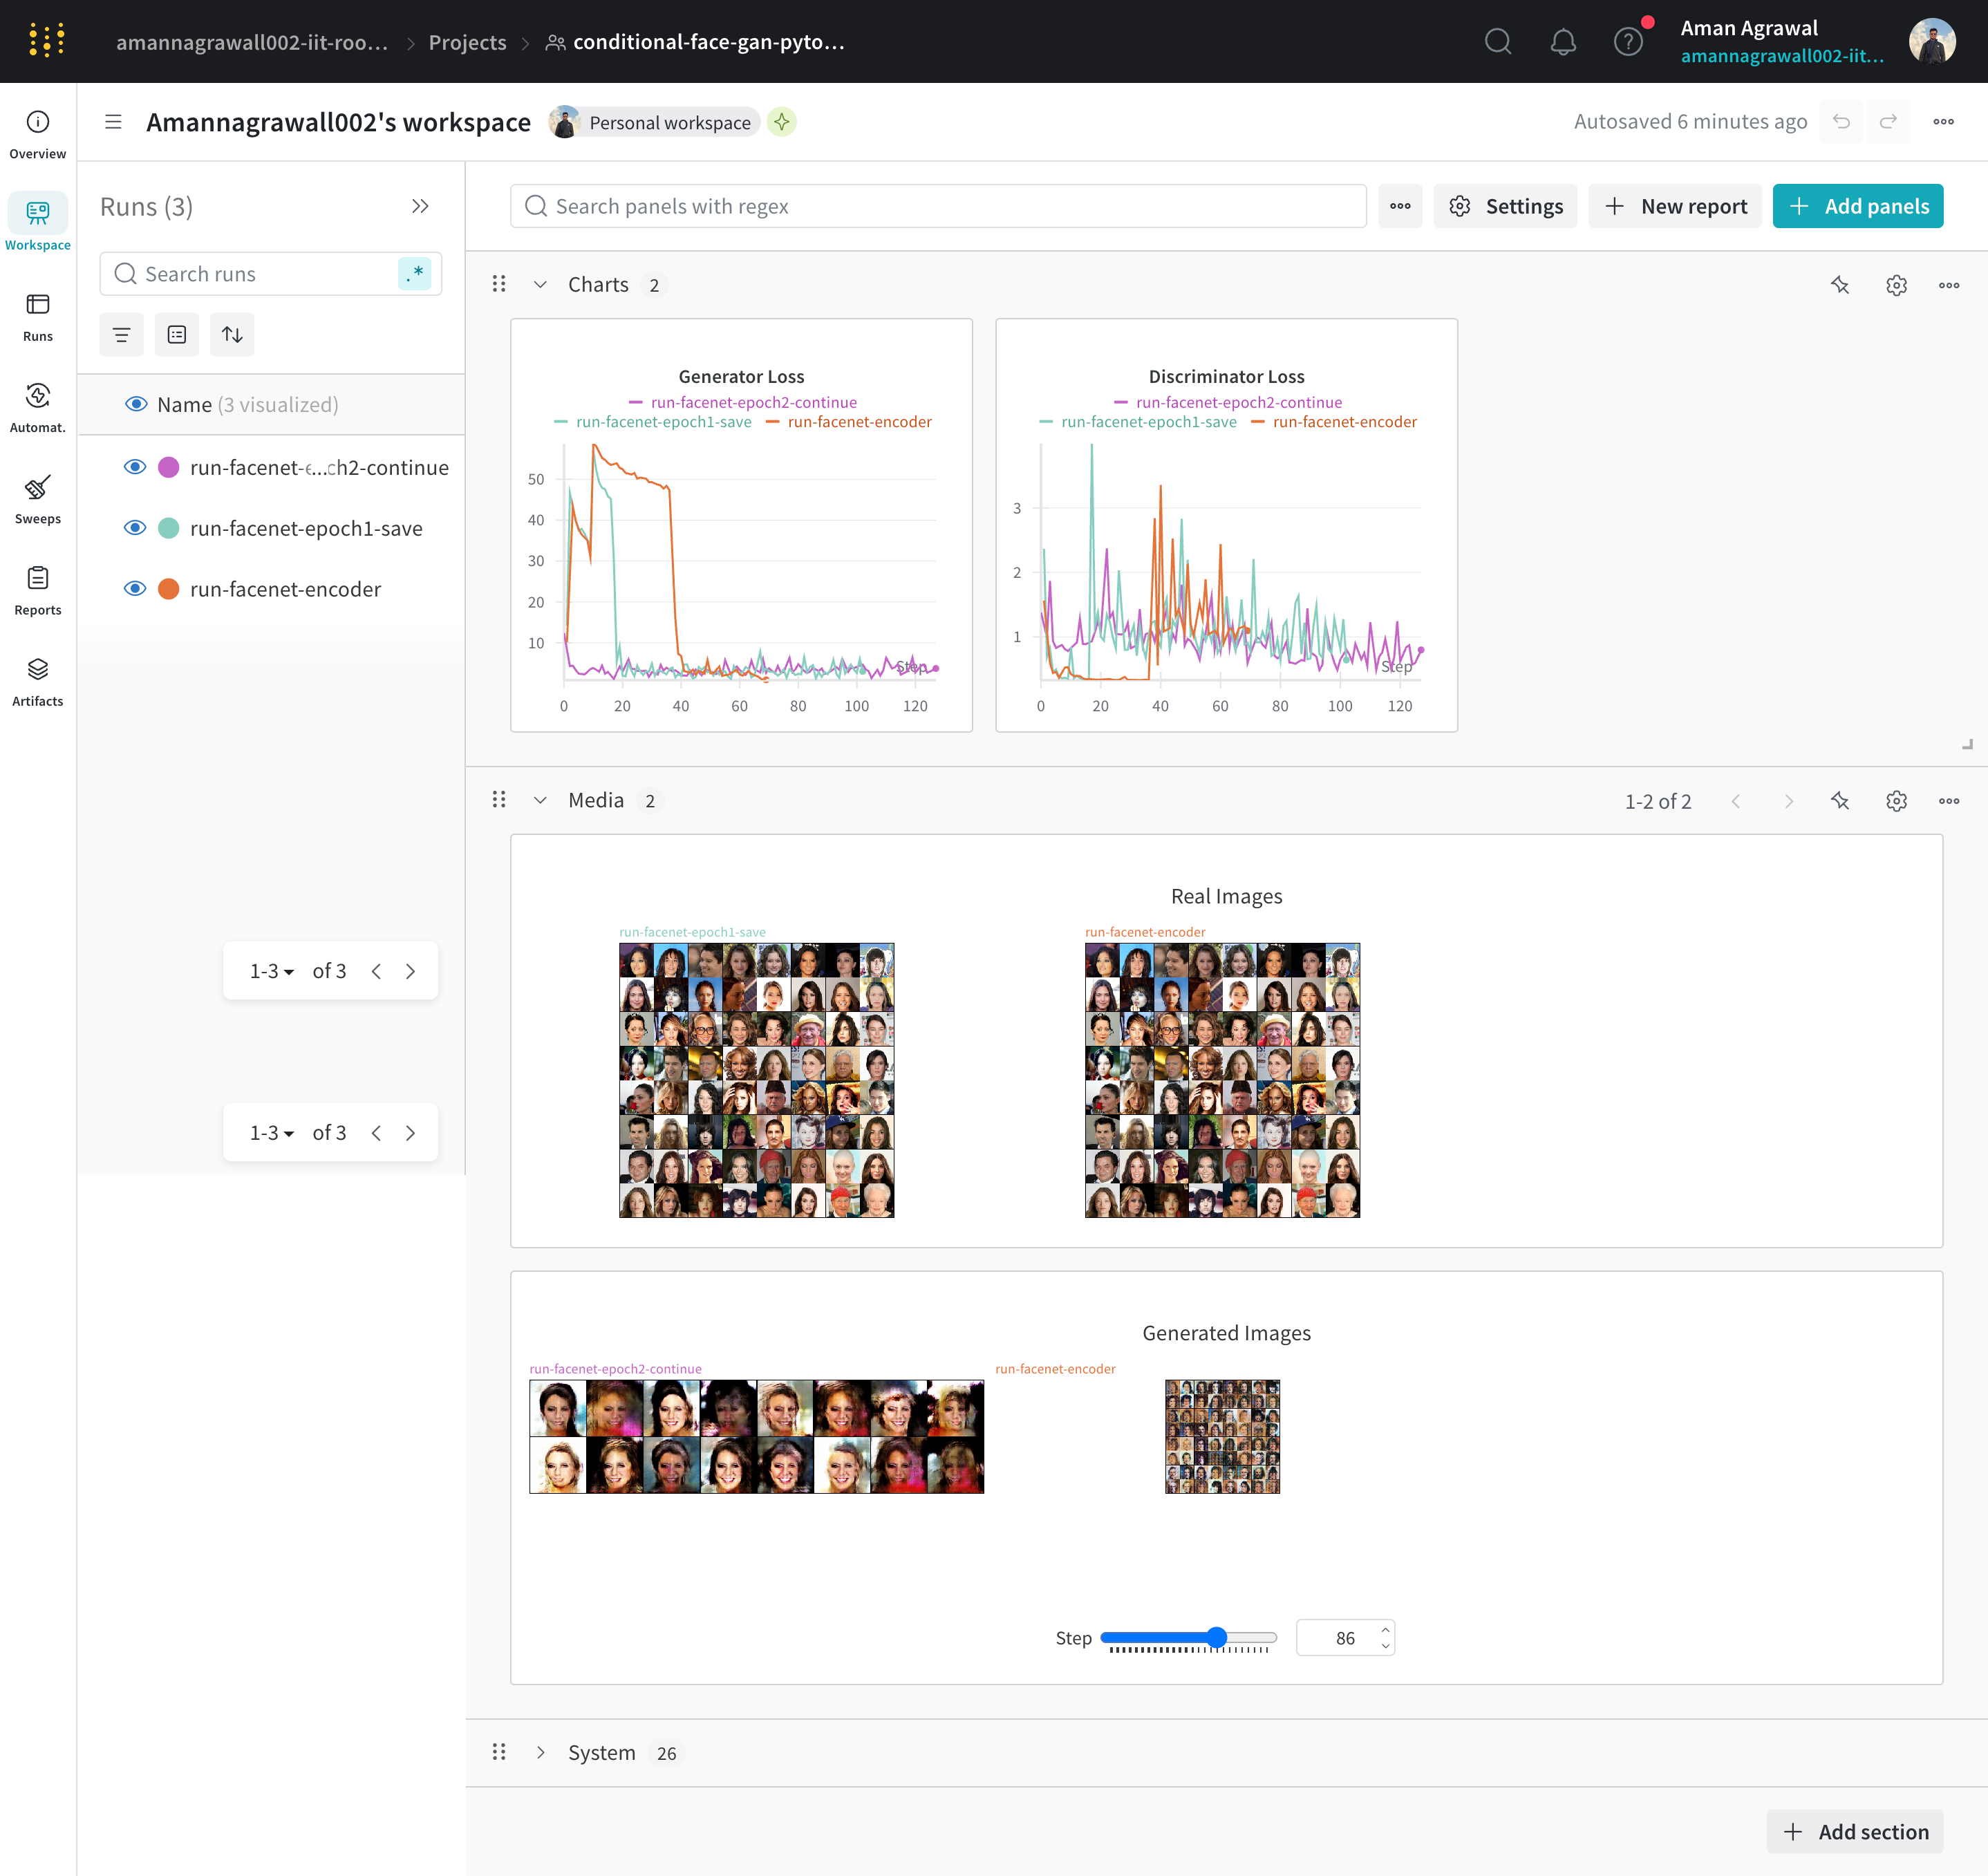 amannagrawall002-iit-roo... > Projects > conditional-face-gan-pyto...
Aman Agrawal
amannagrawall002-iit...
Amannagrawall002's workspace
Personal workspace
Autosaved 6 minutes ago
Overview
Workspace
Runs
Automat.
Sweeps
Reports
Artifacts
Runs (3)
Search runs
.*
Name (3 visualized)
run-facenet-e...ch2-continue
run-facenet-epoch1-save
run-facenet-encoder
1-3 of 3
1-3 of 3
Search panels with regex
Settings
New report
Add panels
Charts 2
Generator Loss
run-facenet-epoch2-continue
run-facenet-epoch1-save run-facenet-encoder
50
40
30
20
10
Step
0 20 40 60 80 100 120
Discriminator Loss
run-facenet-epoch2-continue
run-facenet-epoch1-save run-facenet-encoder
3
2
1
Step
0 20 40 60 80 100 120
Media 2
1-2 of 2
Real Images
run-facenet-epoch1-save
run-facenet-encoder
Generated Images
run-facenet-epoch2-continue
run-facenet-encoder
Step 86
System 26
Add section